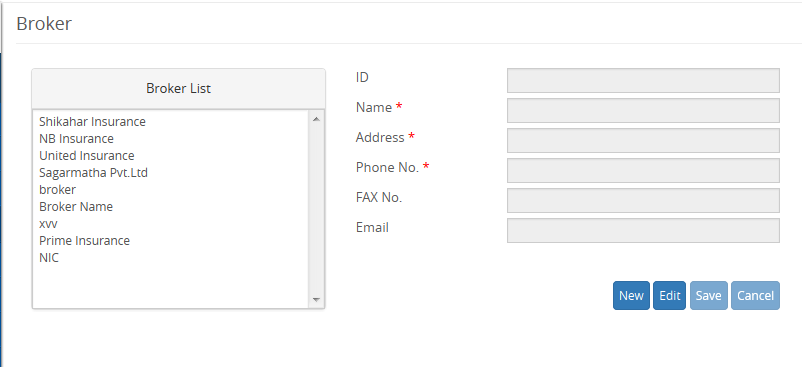 Broker
Broker List
Shikahar Insurance
NB Insurance
United Insurance
Sagarmatha Pvt.Ltd
broker
Broker Name
xvv
Prime Insurance
NIC
ID
Name *
Address *
Phone No. *
FAX No.
Email
New Edit Save Cancel